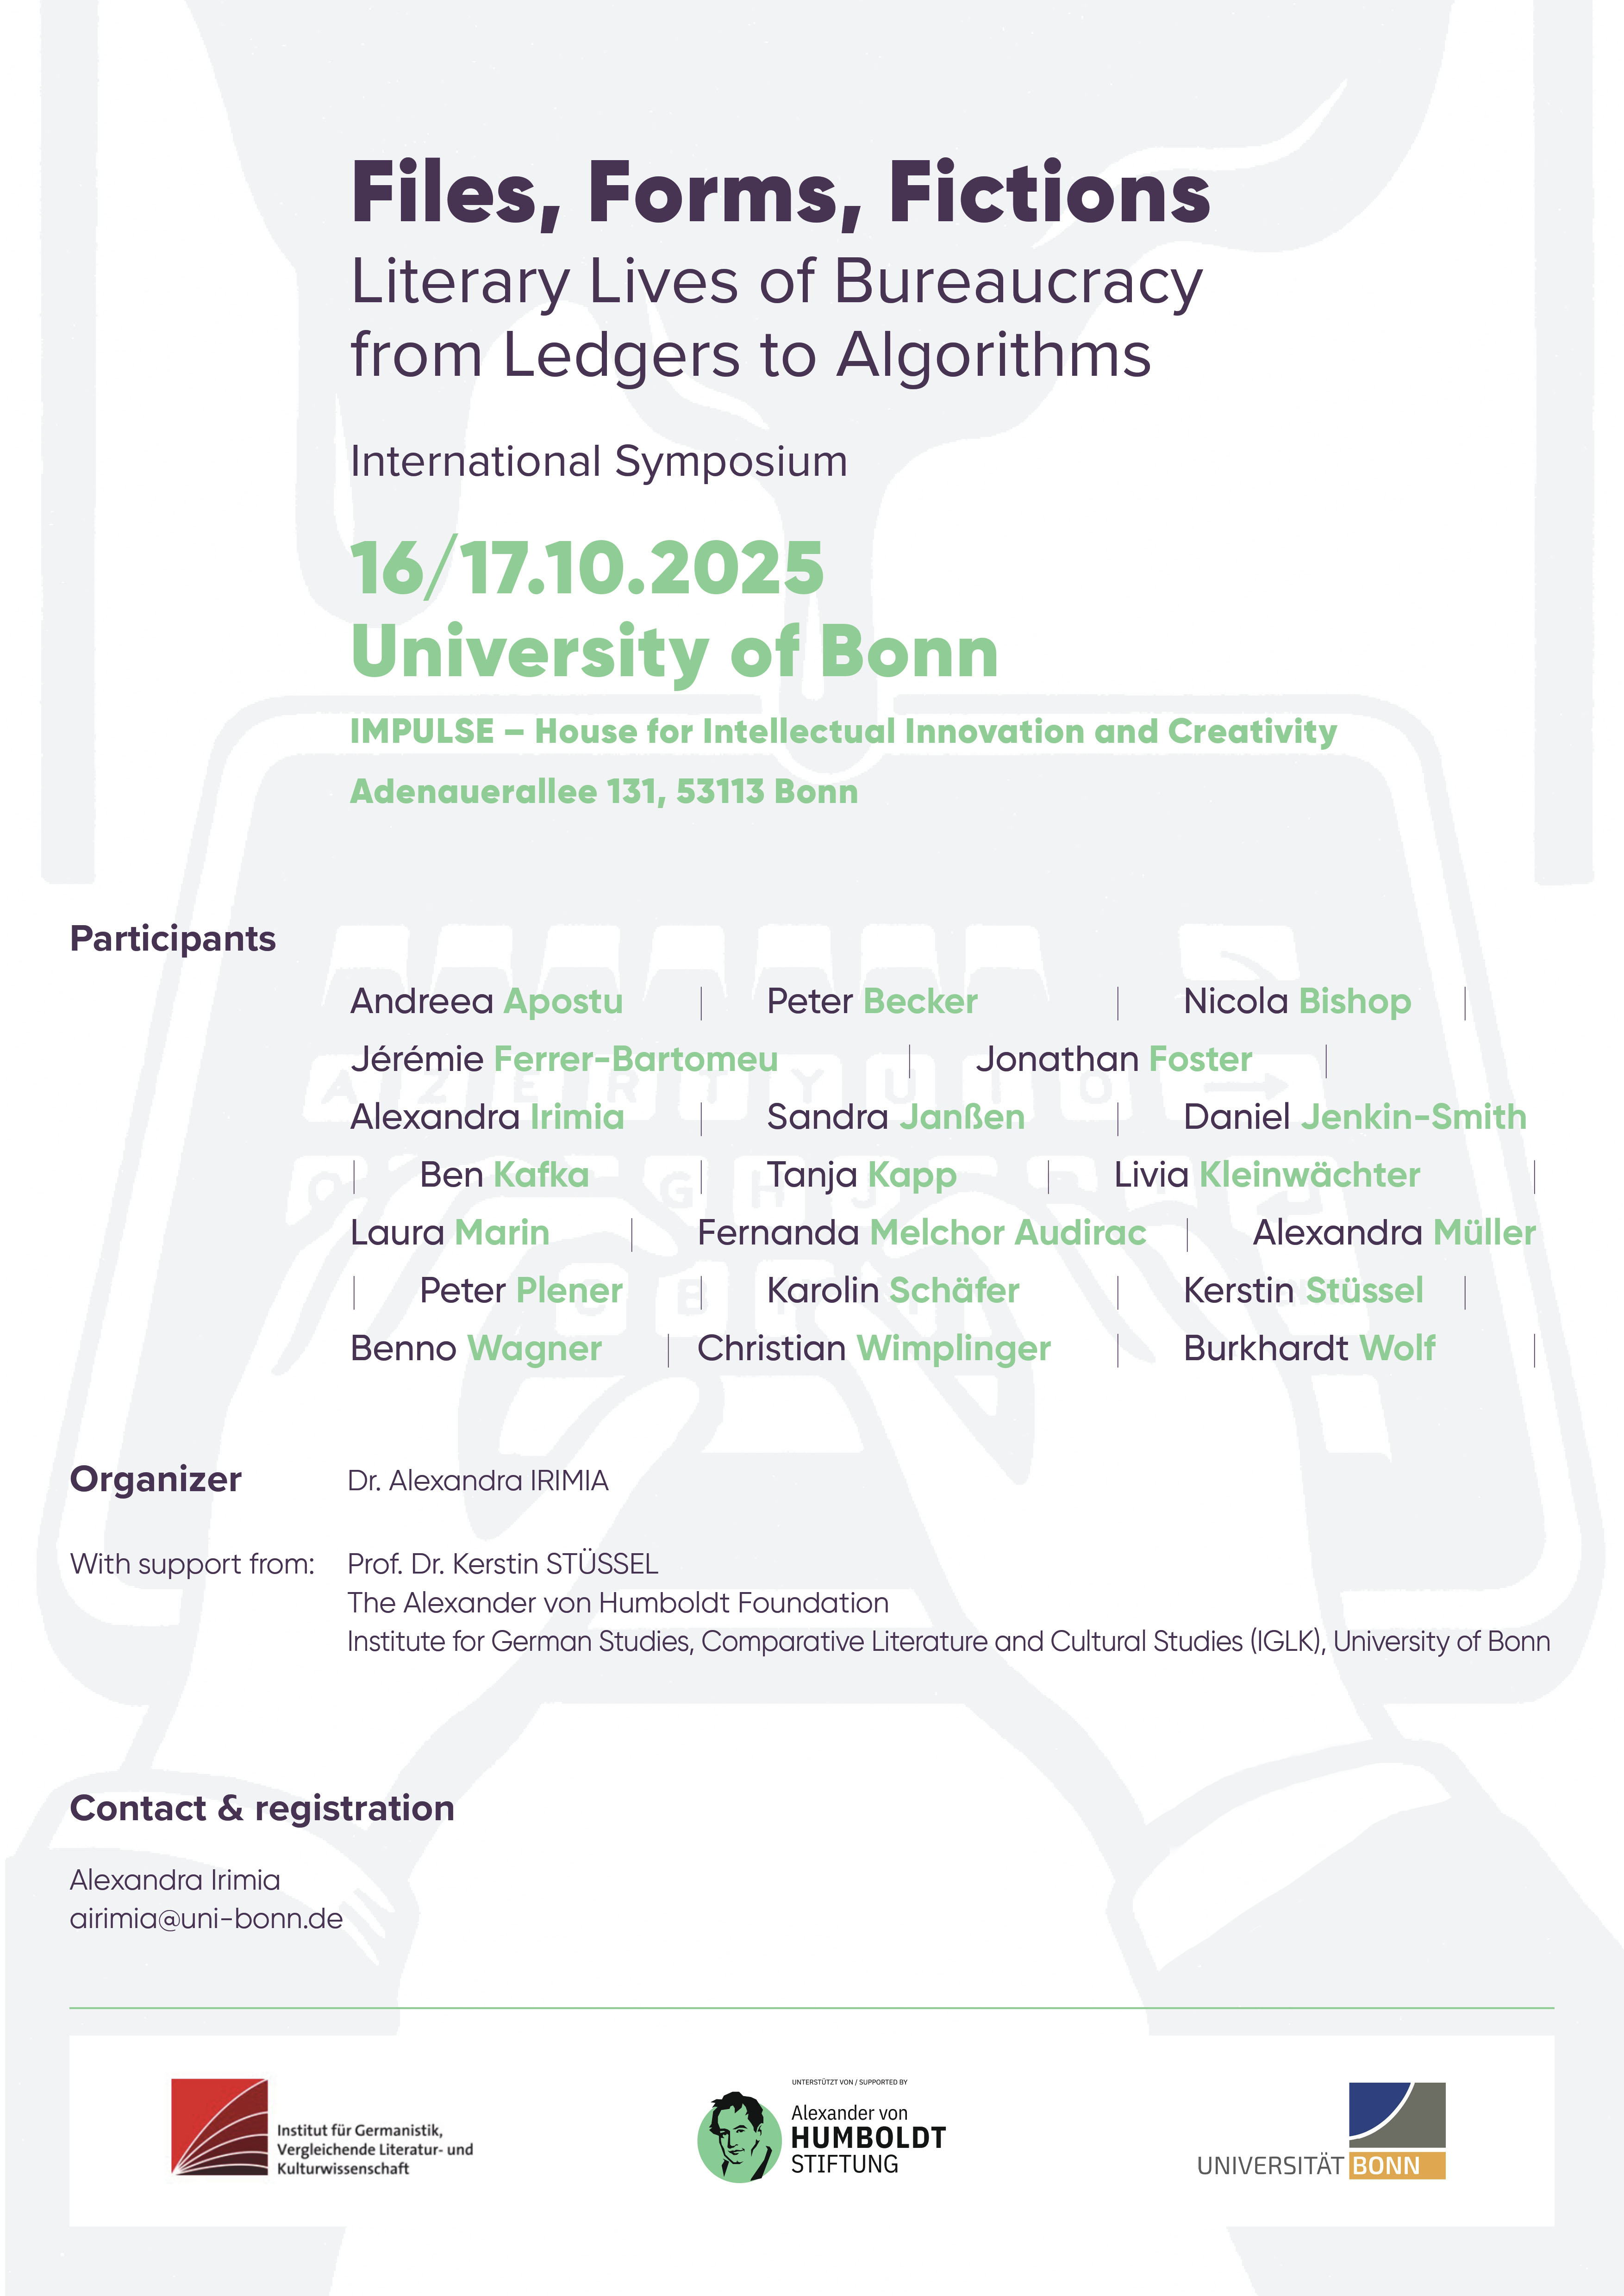 Files, Forms, Fictions
Literary Lives of Bureaucracy
from Ledgers to Algorithms
International Symposium
16/17.10.2025
University of Bonn
IMPULSE – House for Intellectual Innovation and Creativity
Adenauerallee 131, 53113 Bonn
Participants
Andreea Apostu | Peter Becker | Nicola Bishop |
Jérémie Ferrer-Bartomeu | Jonathan Foster |
Alexandra Irimia | Sandra Janßen | Daniel Jenkin-Smith
| Ben Kafka | Tanja Kapp | Livia Kleinwächter |
Laura Marin | Fernanda Melchor Audirac | Alexandra Müller
| Peter Plener | Karolin Schäfer | Kerstin Stüssel |
Benno Wagner | Christian Wimplinger | Burkhardt Wolf |
Organizer Dr. Alexandra IRIMIA
With support from: Prof. Dr. Kerstin STÜSSEL
The Alexander von Humboldt Foundation
Institute for German Studies, Comparative Literature and Cultural Studies (IGLK), University of Bonn
Contact & registration
Alexandra Irimia
airimia@uni-bonn.de
Institut für Germanistik,
Vergleichende Literatur- und
Kulturwissenschaft
UNTERSTÜTZT VON / SUPPORTED BY
Alexander von
HUMBOLDT
STIFTUNG
UNIVERSITÄT BONN